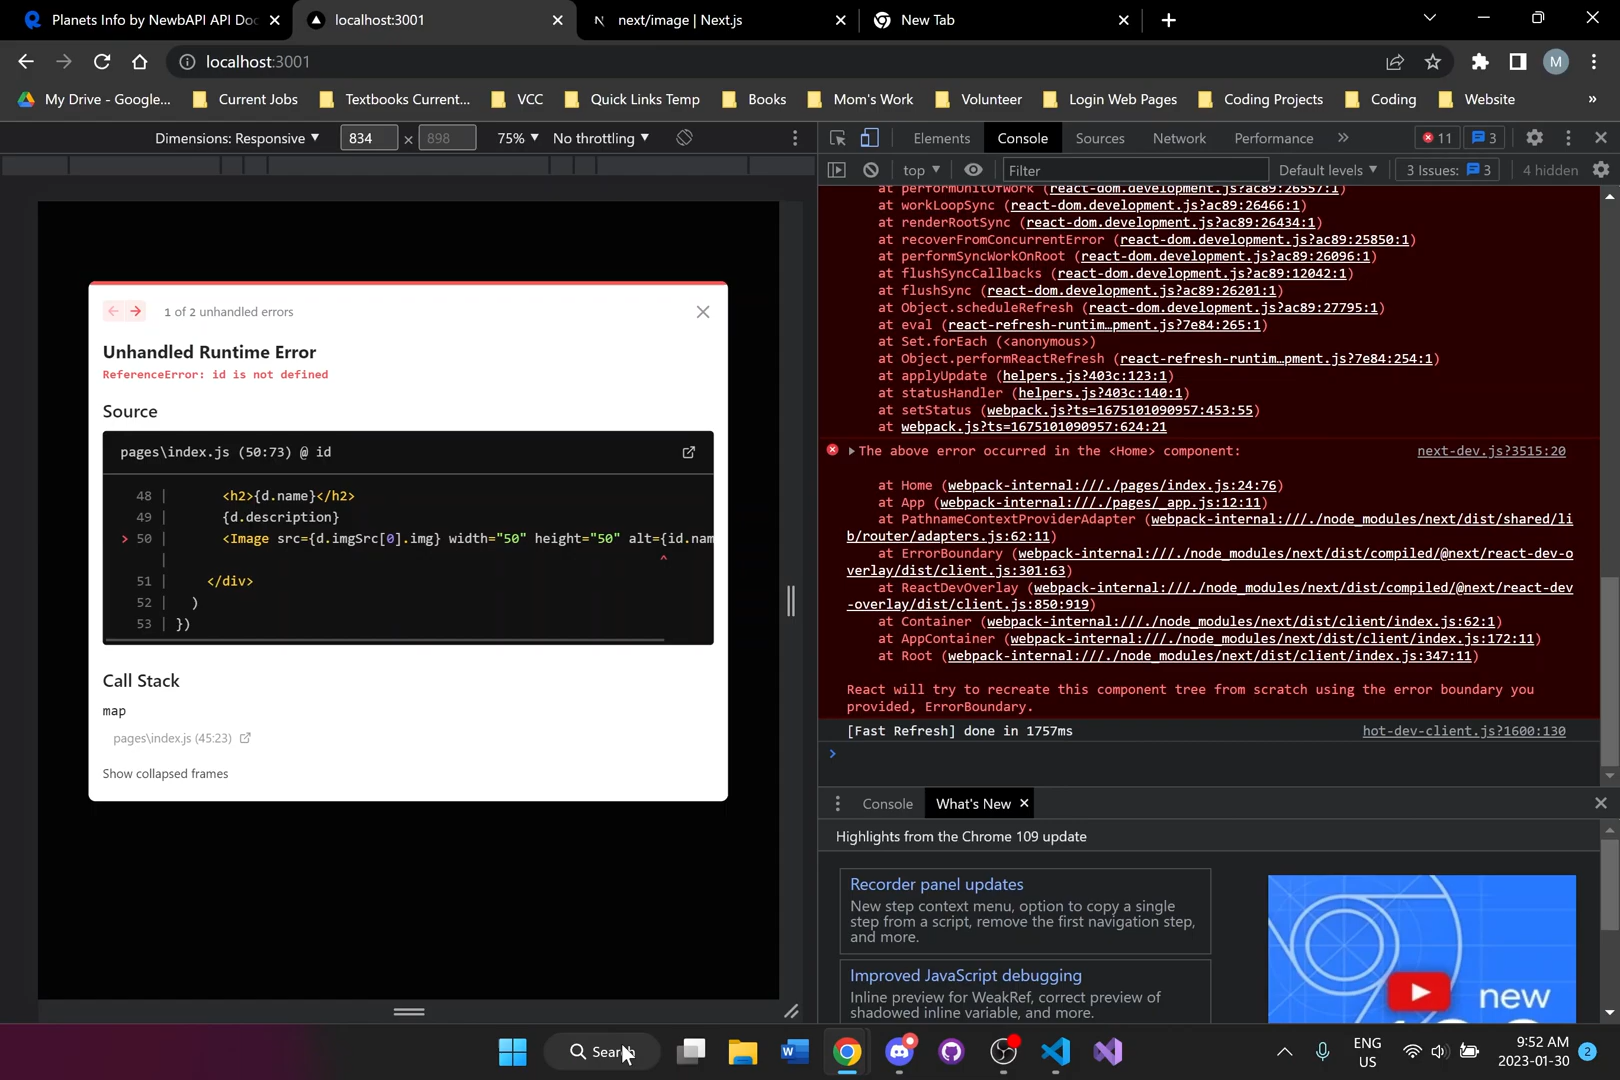 Planets Info by NewbAPI API Doc
localhost:3001
next/image | Next.js
New Tab
localhost:3001
M
My Drive - Google...
Current Jobs
Textbooks Current...
VCC
Quick Links Temp
Books
Mom's Work
Volunteer
Login Web Pages
Coding Projects
Coding
Website
»
Dimensions: Responsive
834
×
898
75%
No throttling
Elements
Console
Sources
Network
Performance
»
11
3
top
Filter
Default levels
3 Issues: 3
4 hidden
at performUnitOfWork (react-dom.development.js?ac89:26557:1)
at workLoopSync (react-dom.development.js?ac89:26466:1)
at renderRootSync (react-dom.development.js?ac89:26434:1)
at recoverFromConcurrentError (react-dom.development.js?ac89:25850:1)
at performSyncWorkOnRoot (react-dom.development.js?ac89:26096:1)
at flushSyncCallbacks (react-dom.development.js?ac89:12042:1)
at flushSync (react-dom.development.js?ac89:26201:1)
at Object.scheduleRefresh (react-dom.development.js?ac89:27795:1)
at eval (react-refresh-runtim…pment.js?7e84:265:1)
at Set.forEach (<anonymous>)
at Object.performReactRefresh (react-refresh-runtim…pment.js?7e84:254:1)
at applyUpdate (helpers.js?403c:123:1)
at statusHandler (helpers.js?403c:140:1)
at setStatus (webpack.js?ts=1675101090957:453:55)
at webpack.js?ts=1675101090957:624:21
The above error occurred in the <Home> component:
next-dev.js?3515:20
at Home (webpack-internal:///./pages/index.js:24:76)
at App (webpack-internal:///./pages/_app.js:12:11)
at PathnameContextProviderAdapter (webpack-internal:///./node_modules/next/dist/shared/li
b/router/adapters.js:62:11)
at ErrorBoundary (webpack-internal:///./node_modules/next/dist/compiled/@next/react-dev-o
verlay/dist/client.js:301:63)
at ReactDevOverlay (webpack-internal:///./node_modules/next/dist/compiled/@next/react-dev
-overlay/dist/client.js:850:919)
at Container (webpack-internal:///./node_modules/next/dist/client/index.js:62:1)
at AppContainer (webpack-internal:///./node_modules/next/dist/client/index.js:172:11)
at Root (webpack-internal:///./node_modules/next/dist/client/index.js:347:11)
React will try to recreate this component tree from scratch using the error boundary you
provided, ErrorBoundary.
[Fast Refresh] done in 1757ms
hot-dev-client.js?1600:130
1 of 2 unhandled errors
Unhandled Runtime Error
ReferenceError: id is not defined
Source
pages\index.js (50:73) @ id
48 | <h2>{d.name}</h2>
49 | {d.description}
> 50 | <Image src={d.imgSrc[0].img} width="50" height="50" alt={id.nam
| ^
51 | </div>
52 | )
53 | })
Call Stack
map
pages\index.js (45:23)
Show collapsed frames
Console
What's New
Highlights from the Chrome 109 update
Recorder panel updates
New step context menu, option to copy a single
step from a script, remove the first navigation step,
and more.
Improved JavaScript debugging
Inline preview for WeakRef, correct preview of
shadowed inline variable, and more.
new
Search
ENG
US
9:52 AM
2023-01-30
2